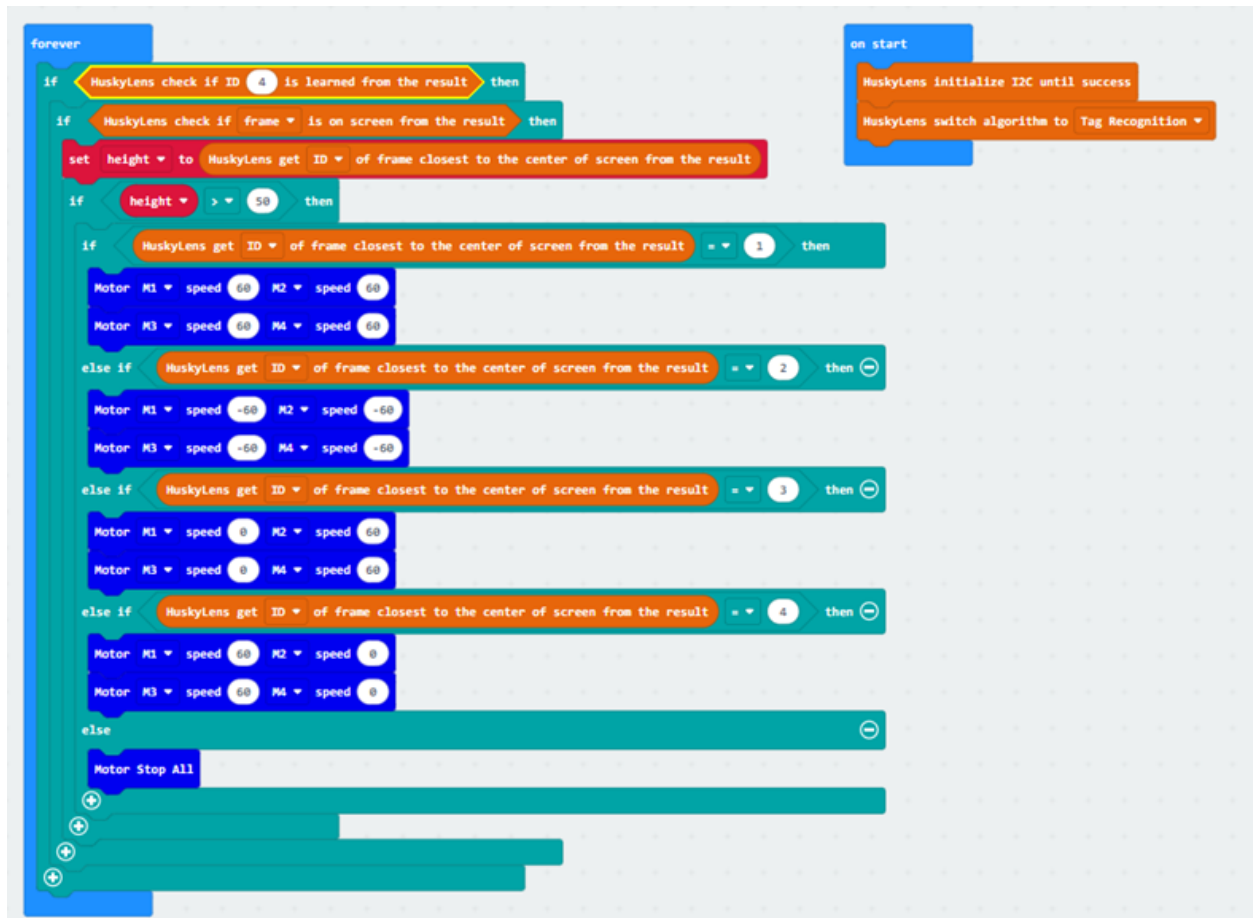 forever
if HuskyLens check if ID 4 is learned from the result then
if HuskyLens check if frame is on screen from the result then
set height to HuskyLens get ID of frame closest to the center of screen from the result
if height > 50 then
if HuskyLens get ID of frame closest to the center of screen from the result = 1 then
Motor M1 speed 60 M2 speed 60
Motor M3 speed 60 M4 speed 60
else if HuskyLens get ID of frame closest to the center of screen from the result = 2 then
Motor M1 speed -60 M2 speed -60
Motor M3 speed -60 M4 speed -60
else if HuskyLens get ID of frame closest to the center of screen from the result = 3 then
Motor M1 speed 0 M2 speed 60
Motor M3 speed 0 M4 speed 60
else if HuskyLens get ID of frame closest to the center of screen from the result = 4 then
Motor M1 speed 60 M2 speed 0
Motor M3 speed 60 M4 speed 0
else
Motor Stop All
on start
HuskyLens initialize I2C until success
HuskyLens switch algorithm to Tag Recognition